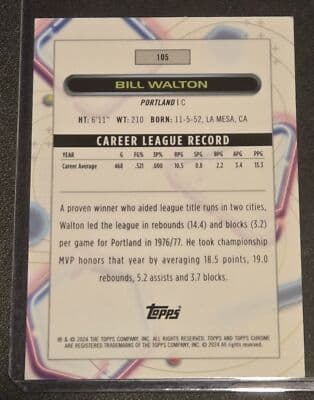 105
BILL WALTON
PORTLAND | C
HT: 6'11" WT: 210 BORN: 11-5-52, LA MESA, CA
CAREER LEAGUE RECORD
YEAR G FG% 3P% RPG SPG BPG APG PPG
Career Average 468 .521 .000 10.5 0.8 2.2 3.4 13.3
A proven winner who aided league title runs in two cities,
Walton led the league in rebounds (14.4) and blocks (3.2)
per game for Portland in 1976/77. He took championship
MVP honors that year by averaging 18.5 points, 19.0
rebounds, 5.2 assists and 3.7 blocks.
Topps
® & © 2024 THE TOPPS COMPANY, INC. ALL RIGHTS RESERVED. TOPPS AND TOPPS CHROME
ARE REGISTERED TRADEMARKS OF THE TOPPS COMPANY, INC. © 2024 All rights reserved.